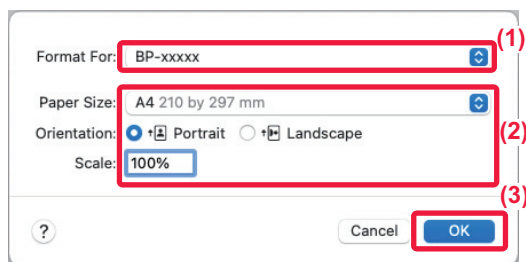 Format For: BP-xxxxx (1)
Paper Size: A4 210 by 297 mm
Orientation: Portrait Landscape (2)
Scale: 100%
(3)
? Cancel OK